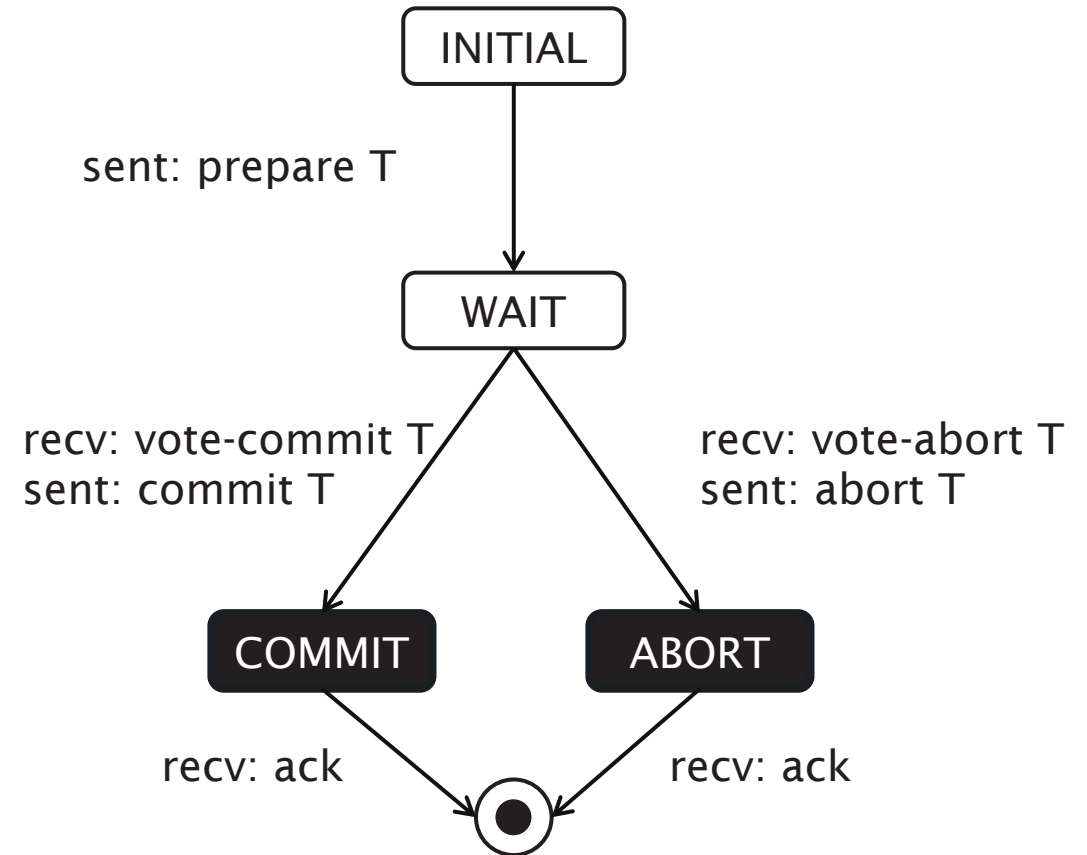 INITIAL
sent: prepare T
WAIT
recv: vote-commit T
sent: commit T
recv: vote-abort T
sent: abort T
COMMIT
ABORT
recv: ack
recv: ack